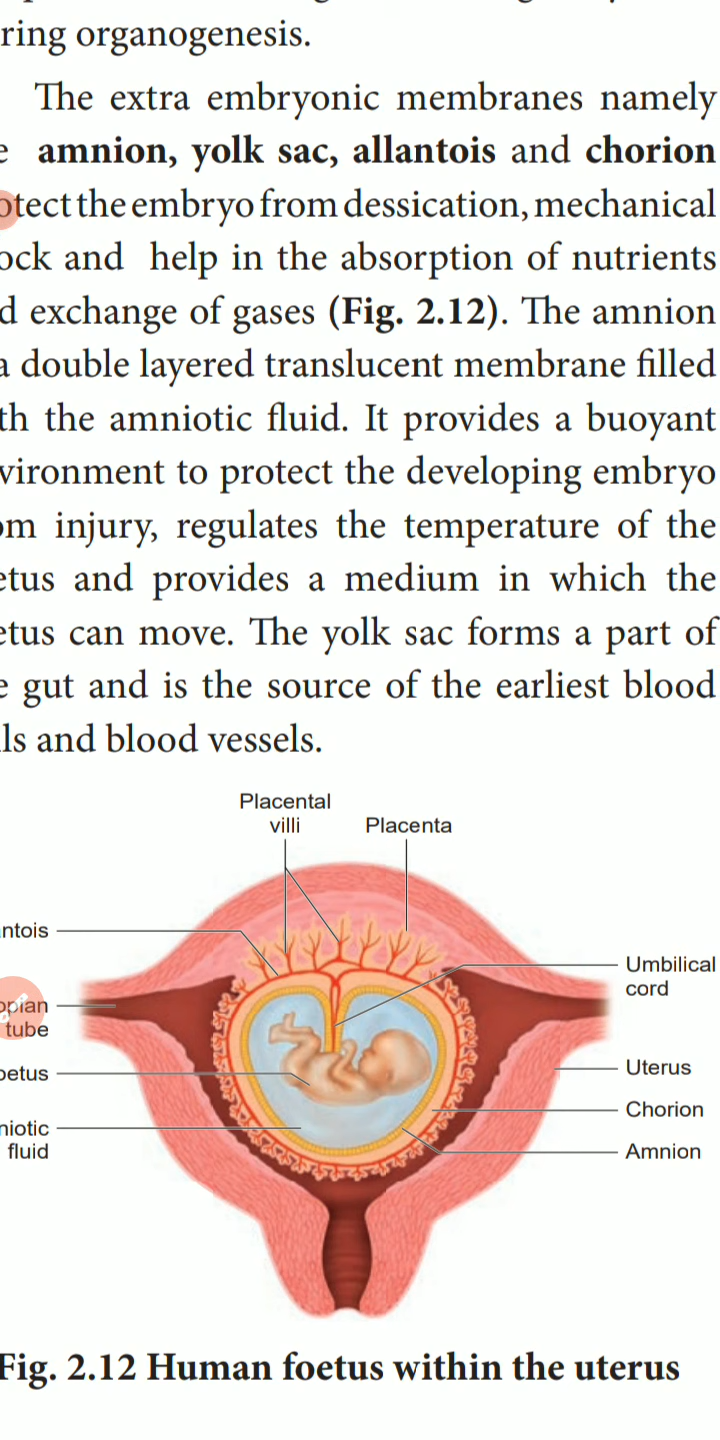 ring organogenesis.
The extra embryonic membranes namely
e amnion, yolk sac, allantois and chorion
otect the embryo from dessication, mechanical
ock and help in the absorption of nutrients
d exchange of gases (Fig. 2.12). The amnion
a double layered translucent membrane filled
th the amniotic fluid. It provides a buoyant
vironment to protect the developing embryo
om injury, regulates the temperature of the
etus and provides a medium in which the
etus can move. The yolk sac forms a part of
e gut and is the source of the earliest blood
lls and blood vessels.
Placental
villi
Placenta
antois
Umbilical
cord
opian
tube
oetus
Uterus
Chorion
niotic
fluid
Amnion
Fig. 2.12 Human foetus within the uterus